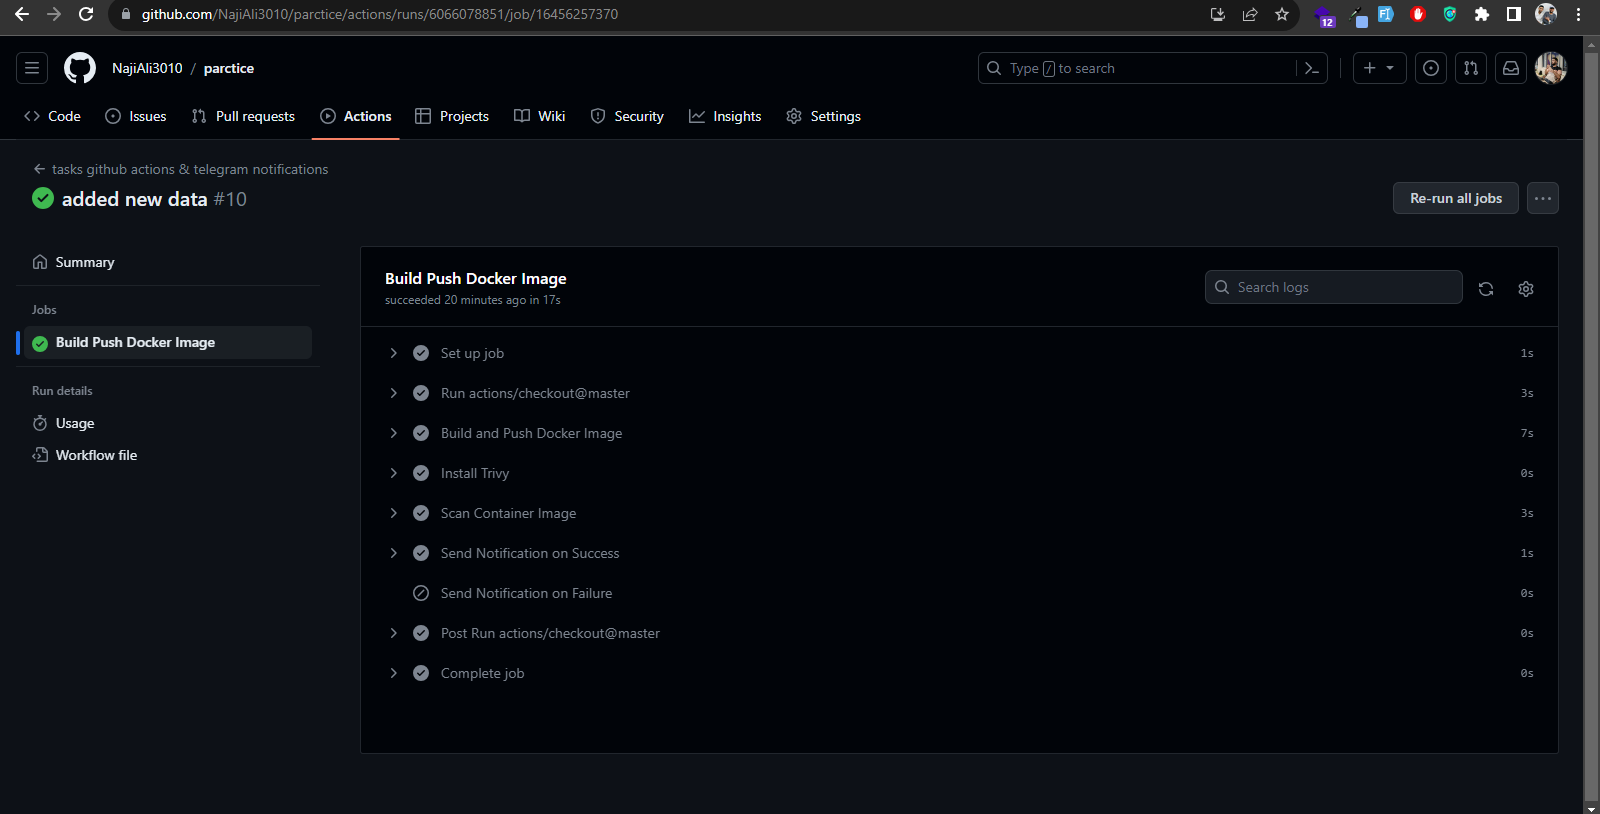 github.com/NajiAli3010/parctice/actions/runs/6066078851/job/16456257370
12
NajiAli3010 / parctice
Type / to search
Code Issues Pull requests Actions Projects Wiki Security Insights Settings
tasks github actions & telegram notifications
added new data #10
Re-run all jobs
Summary
Jobs
Build Push Docker Image
Run details
Usage
Workflow file
Build Push Docker Image
succeeded 20 minutes ago in 17s
Search logs
Set up job 1s
Run actions/checkout@master 3s
Build and Push Docker Image 7s
Install Trivy 0s
Scan Container Image 3s
Send Notification on Success 1s
Send Notification on Failure 0s
Post Run actions/checkout@master 0s
Complete job 0s